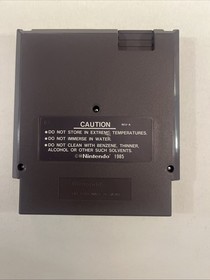 CAUTION
•DO NOT STORE IN EXTREME TEMPERATURES.
•DO NOT IMMERSE IN WATER.
•DO NOT CLEAN WITH BENZENE, THINNER,
ALCOHOL OR OTHER SUCH SOLVENTS.
©Nintendo 1985